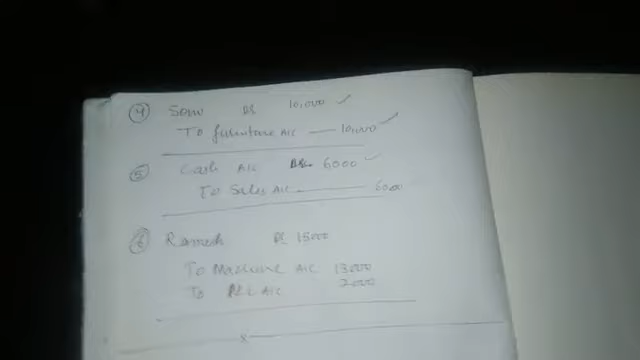 ④ Sonu Dr 10,000 ✓
To furniture A/C — 10,000 ✓
⑤ Cash A/C Dr 6000 ✓
To Sales A/C — 6000
⑥ Ramesh Dr 15000
To Machine A/C 13000
To P&L A/C 2000
x